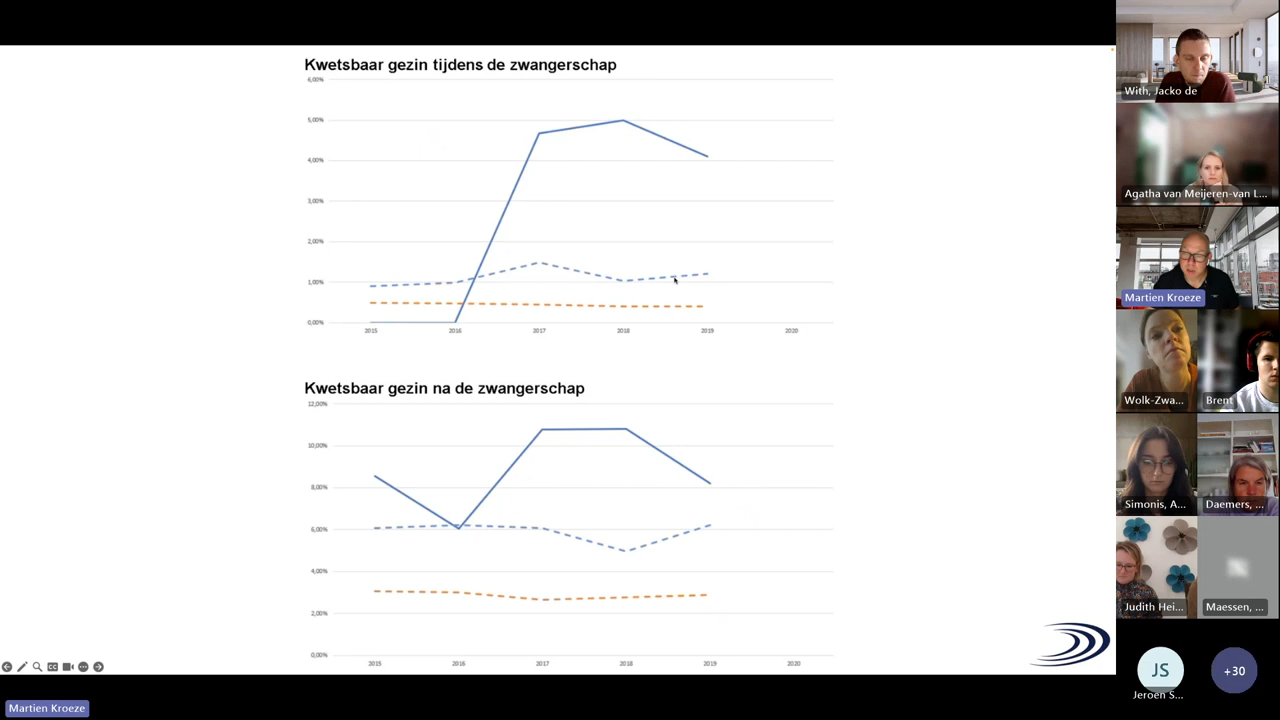 Kwetsbaar gezin tijdens de zwangerschap
6,00%
5,00%
4,00%
3,00%
2,00%
1,00%
0,00%
2015 2016 2017 2018 2019 2020
Kwetsbaar gezin na de zwangerschap
12,00%
10,00%
8,00%
6,00%
4,00%
2,00%
0,00%
2015 2016 2017 2018 2019 2020
Martien Kroeze
With, Jacko de
Agatha van Meijeren-van L...
Martien Kroeze
Wolk-Zwa... Brent
Simonis, A... Daemers, ...
Judith Hei... Maessen, ...
JS +30
Jeroen S...